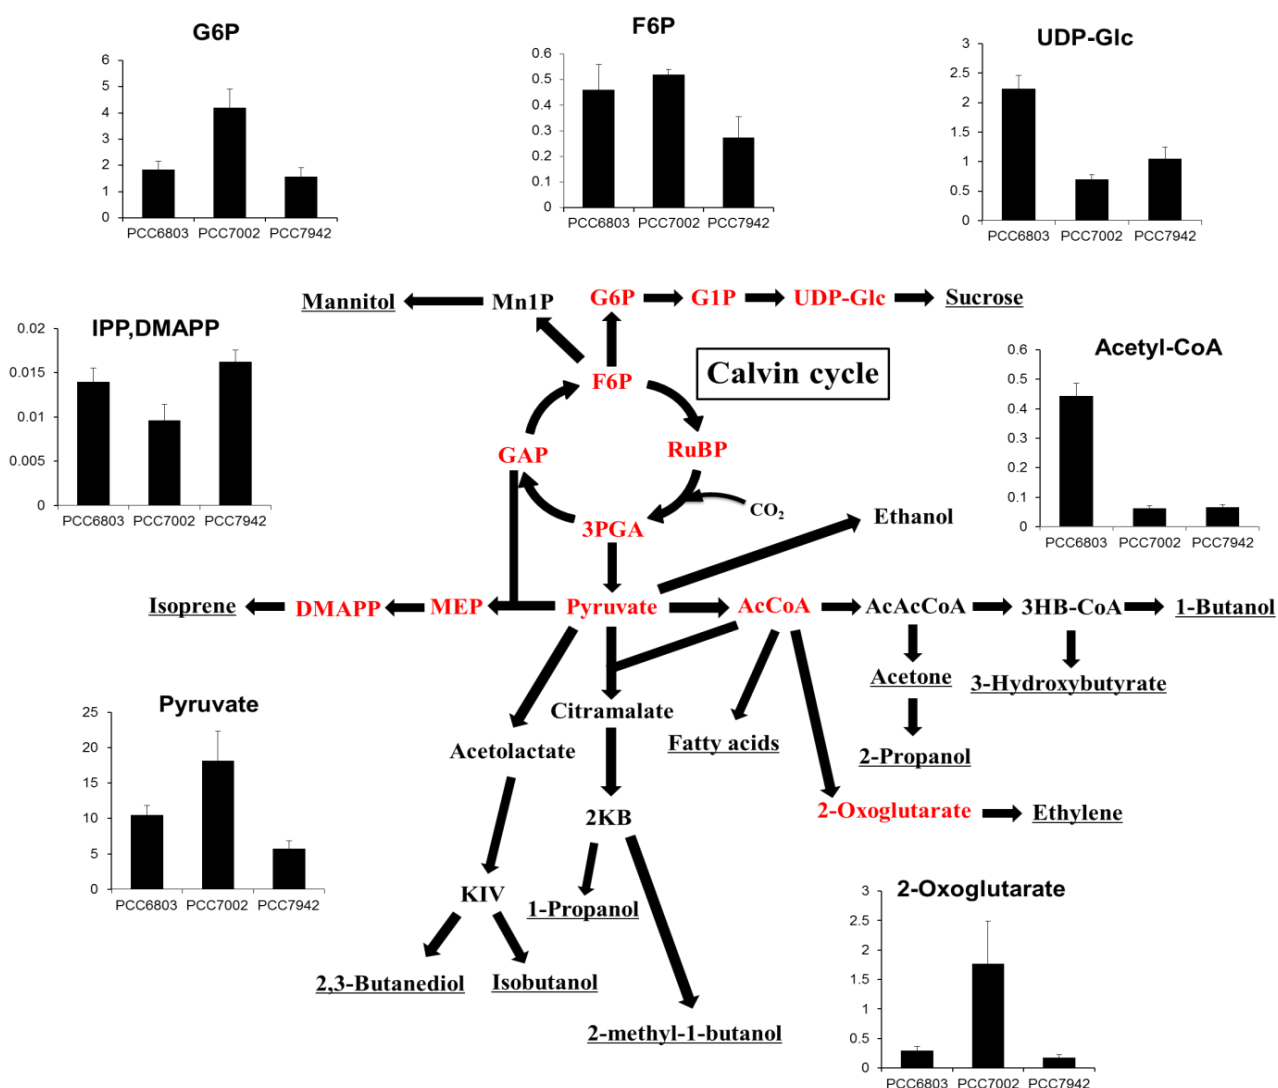 G6P
6
5
4
3
2
1
0
PCC6803 PCC7002 PCC7942
F6P
0.6
0.5
0.4
0.3
0.2
0.1
0
PCC6803 PCC7002 PCC7942
UDP-Glc
3
2.5
2
1.5
1
0.5
0
PCC6803 PCC7002 PCC7942
Mannitol Mn1P G6P G1P UDP-Glc Sucrose
F6P
Calvin cycle
GAP RuBP
CO₂
3PGA
Ethanol
IPP,DMAPP
0.02
0.015
0.01
0.005
0
PCC6803 PCC7002 PCC7942
Acetyl-CoA
0.6
0.5
0.4
0.3
0.2
0.1
0
PCC6803 PCC7002 PCC7942
Isoprene DMAPP MEP Pyruvate AcCoA AcAcCoA 3HB-CoA 1-Butanol
Acetone 3-Hydroxybutyrate
Citramalate
Acetolactate Fatty acids 2-Propanol
2KB 2-Oxoglutarate Ethylene
KIV 1-Propanol
2,3-Butanediol Isobutanol
2-methyl-1-butanol
Pyruvate
25
20
15
10
5
0
PCC6803 PCC7002 PCC7942
2-Oxoglutarate
3
2.5
2
1.5
1
0.5
0
PCC6803 PCC7002 PCC7942